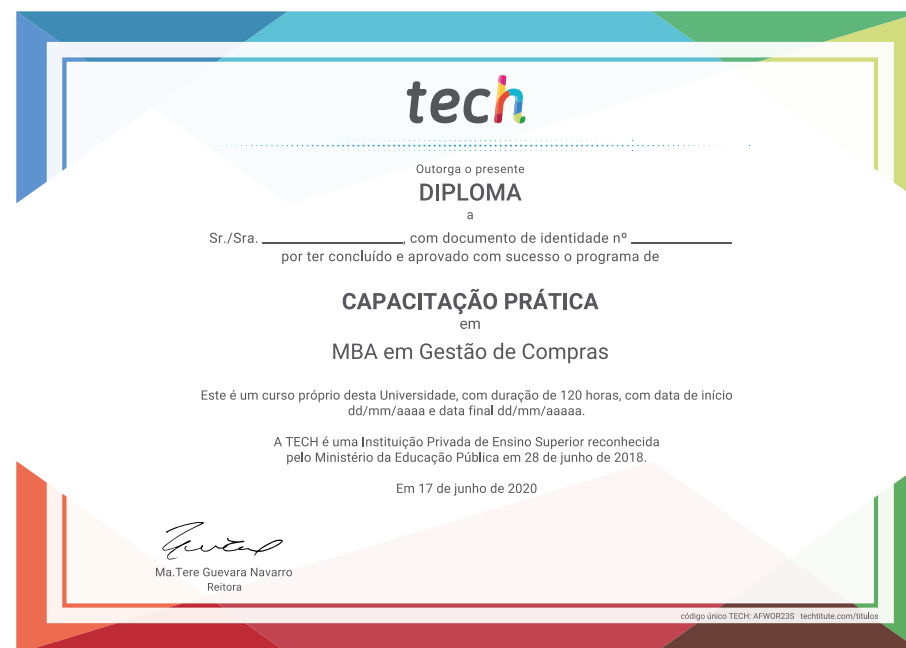 tech
Outorga o presente
DIPLOMA
a
Sr./Sra. ________________, com documento de identidade nº ____________
por ter concluído e aprovado com sucesso o programa de
CAPACITAÇÃO PRÁTICA
em
MBA em Gestão de Compras
Este é um curso próprio desta Universidade, com duração de 120 horas, com data de início
dd/mm/aaaa e data final dd/mm/aaaaa.
A TECH é uma Instituição Privada de Ensino Superior reconhecida
pelo Ministério da Educação Pública em 28 de junho de 2018.
Em 17 de junho de 2020
Ma.Tere Guevara Navarro
Reitora
código único TECH: AFWOR23S techtitute.com/títulos